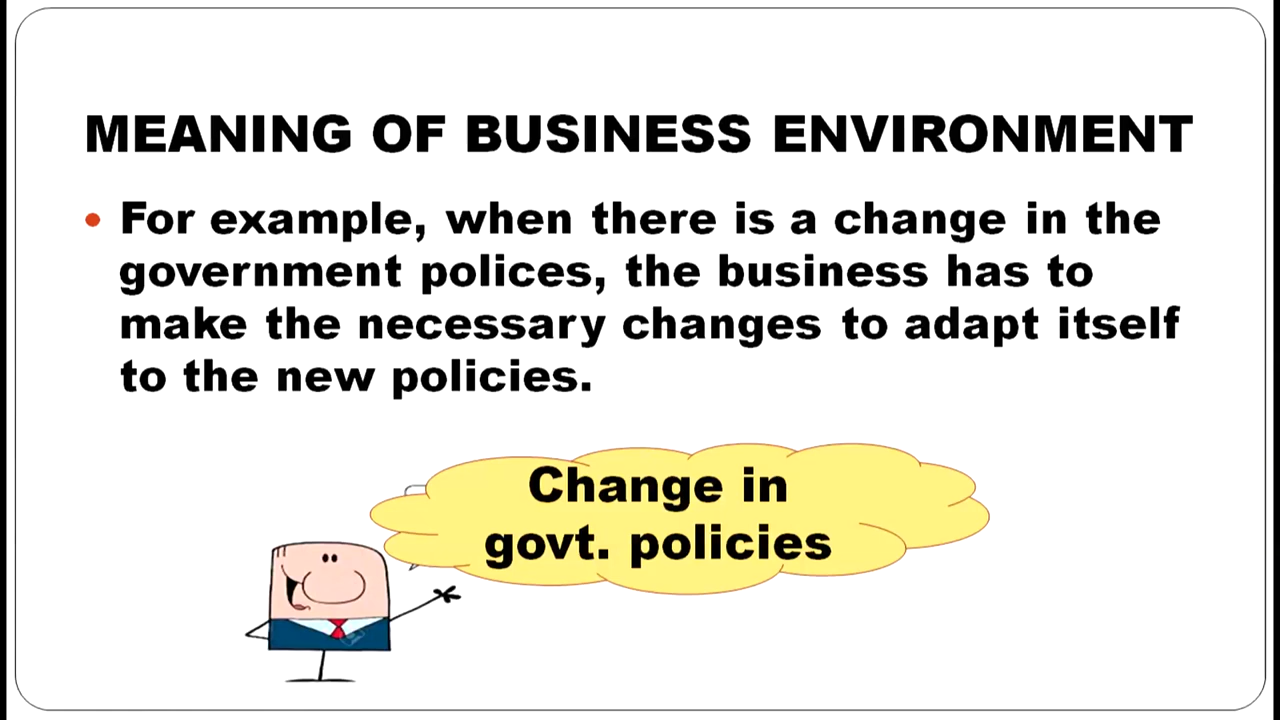 MEANING OF BUSINESS ENVIRONMENT
• For example, when there is a change in the
government polices, the business has to
make the necessary changes to adapt itself
to the new policies.
Change in
govt. policies